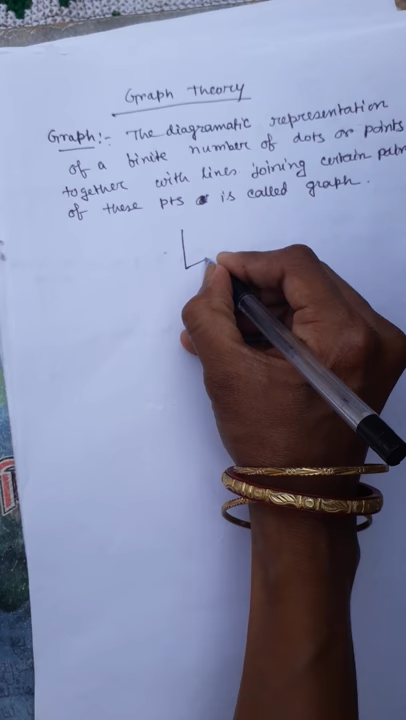 Graph Theory
Graph:- The diagramatic representation
of a binite number of dots or points
together with lines joining certain pairs
of these pts is called graph.